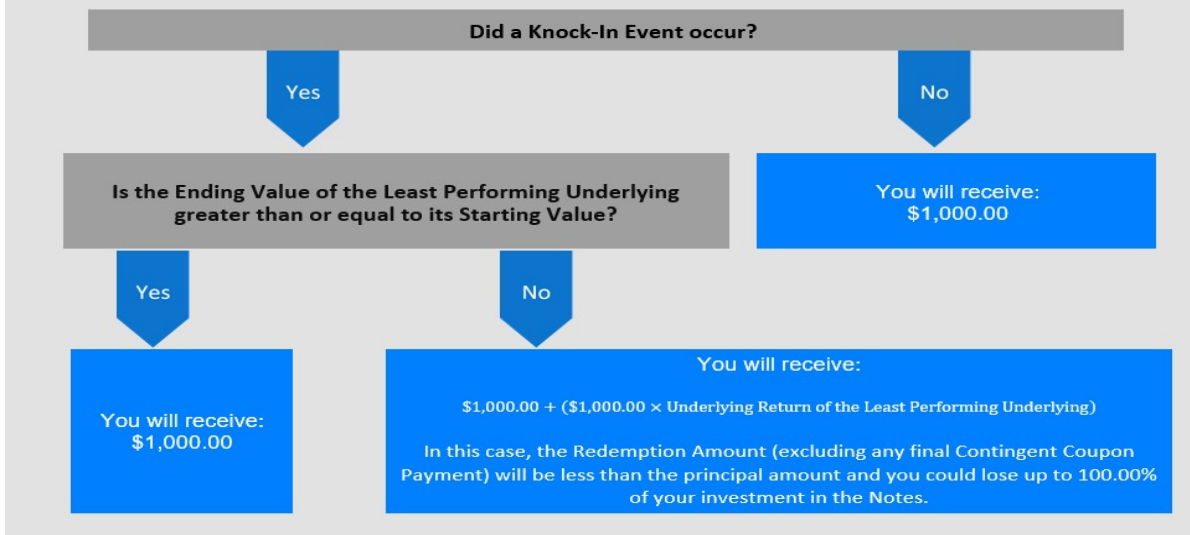 Did a Knock-In Event occur?
Yes
No
Is the Ending Value of the Least Performing Underlying
greater than or equal to its Starting Value?
You will receive:
$1,000.00
Yes
No
You will receive:
$1,000.00
You will receive:
$1,000.00 + ($1,000.00 × Underlying Return of the Least Performing Underlying)
In this case, the Redemption Amount (excluding any final Contingent Coupon
Payment) will be less than the principal amount and you could lose up to 100.00%
of your investment in the Notes.